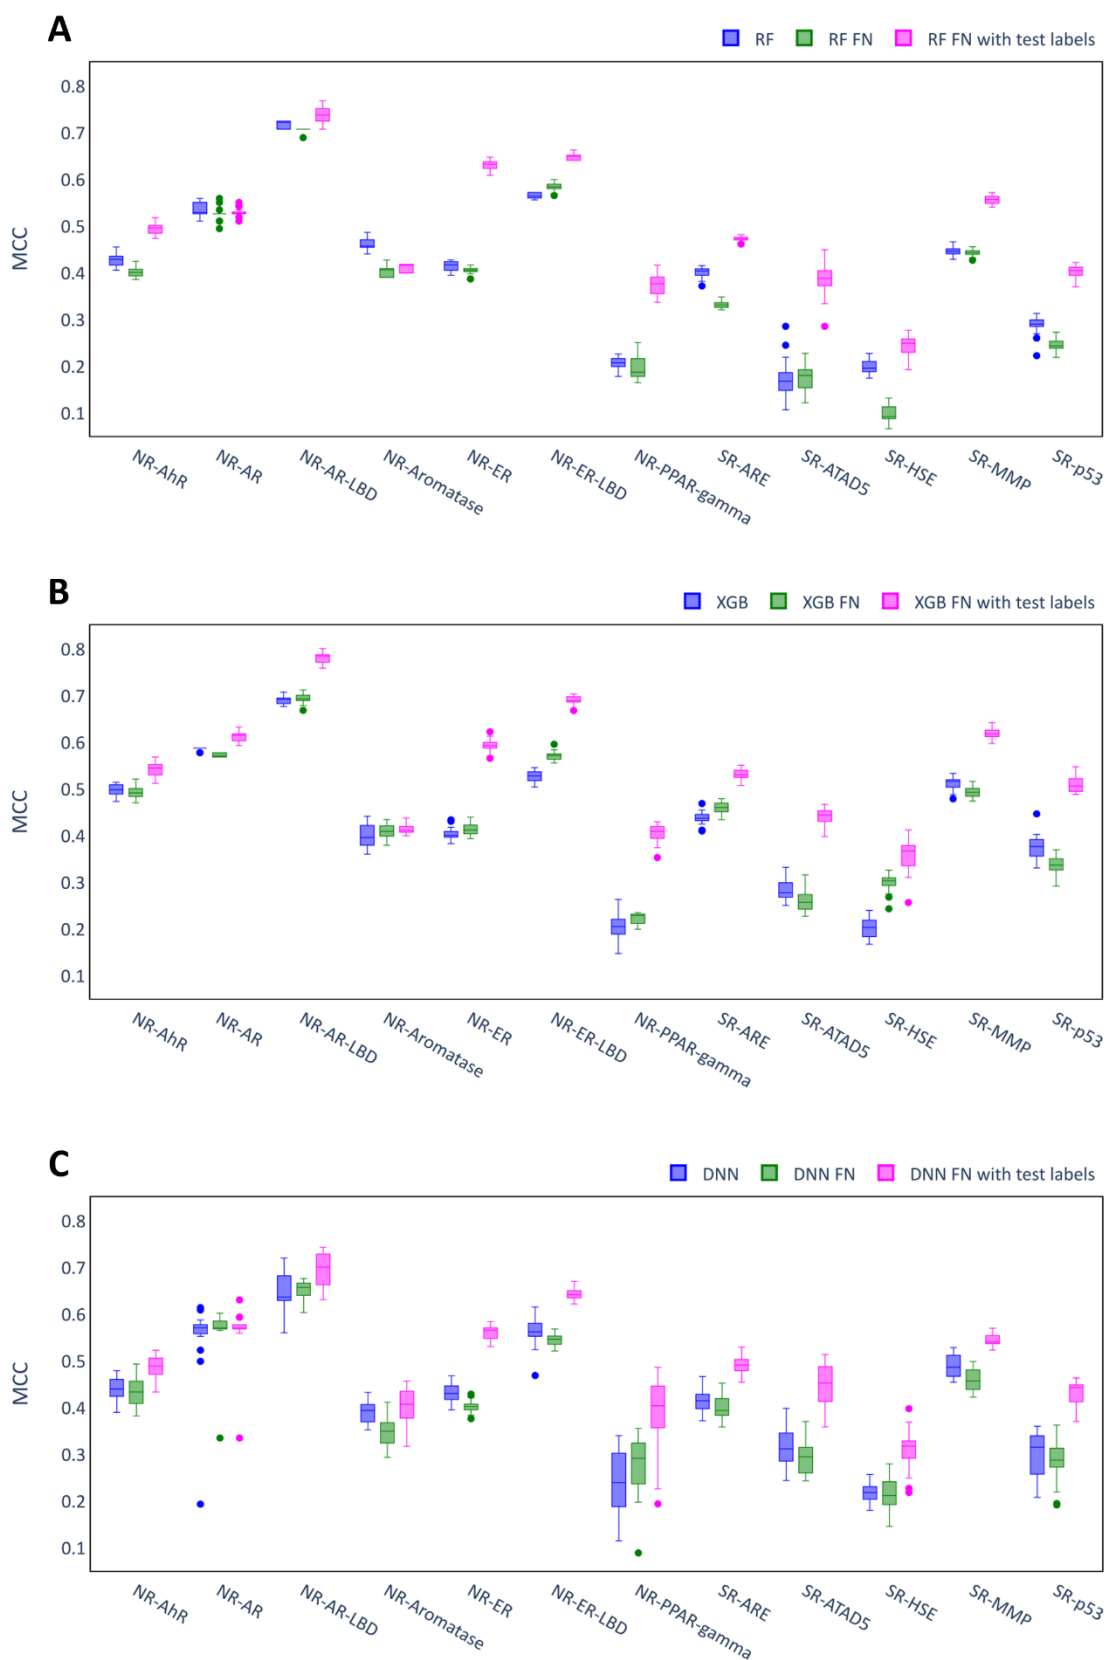 A
RF RF FN RF FN with test labels
0.8
0.7
0.6
0.5
0.4
0.3
0.2
0.1
MCC
NR-AhR NR-AR NR-AR-LBD NR-Aromatase NR-ER NR-ER-LBD NR-PPAR-gamma SR-ARE SR-ATAD5 SR-HSE SR-MMP SR-p53
B
XGB XGB FN XGB FN with test labels
0.8
0.7
0.6
0.5
0.4
0.3
0.2
0.1
MCC
NR-AhR NR-AR NR-AR-LBD NR-Aromatase NR-ER NR-ER-LBD NR-PPAR-gamma SR-ARE SR-ATAD5 SR-HSE SR-MMP SR-p53
C
DNN DNN FN DNN FN with test labels
0.8
0.7
0.6
0.5
0.4
0.3
0.2
0.1
MCC
NR-AhR NR-AR NR-AR-LBD NR-Aromatase NR-ER NR-ER-LBD NR-PPAR-gamma SR-ARE SR-ATAD5 SR-HSE SR-MMP SR-p53